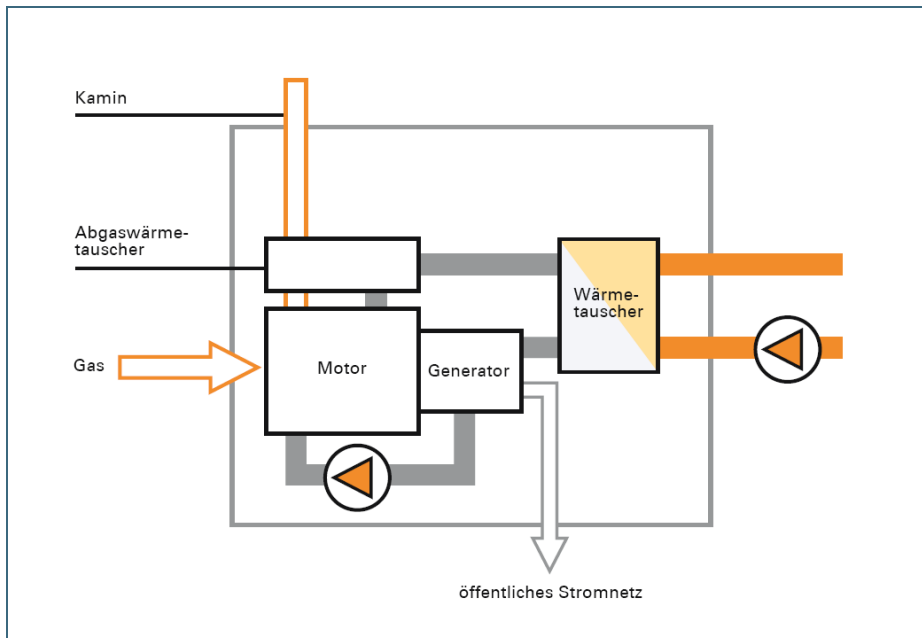 Kamin
Abgaswärme-
tauscher
Wärme-
tauscher
Gas
Motor
Generator
öffentliches Stromnetz